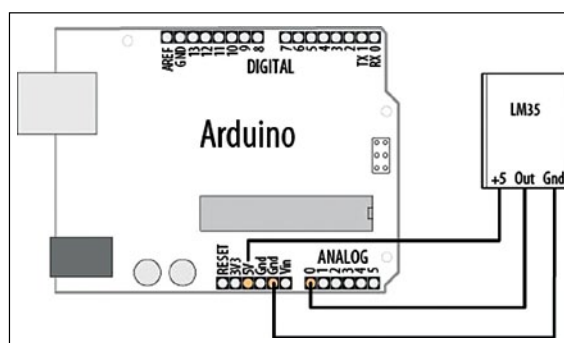 AREF GND 13 12 11 10 9 8 7 6 5 4 3 2 TX 1 RX 0
DIGITAL
LM35
Arduino
+5 Out Gnd
ANALOG
RESET 3V3 5V Gnd Gnd Vin 0 1 2 3 4 5